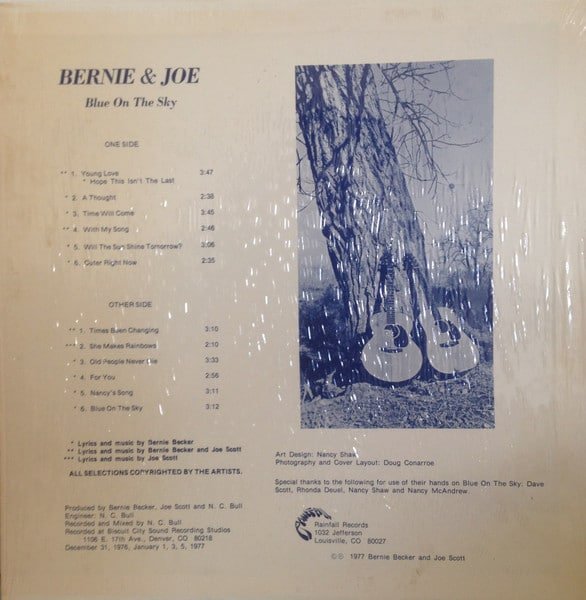 BERNIE & JOE
Blue On The Sky
ONE SIDE
** 1. Young Love 3:47
* Hope This Isn't The Last
* 2. A Thought 2:38
* 3. Time Will Come 3:45
** 4. With My Song 2:46
* 5. Will The Sun Shine Tomorrow? 3:06
* 6. Outer Right Now 2:35
OTHER SIDE
** 1. Times Been Changing 3:10
*** 2. She Makes Rainbows 2:10
* 3. Old People Never Die 3:33
* 4. For You 2:56
* 5. Nancy's Song 3:11
* 6. Blue On The Sky 3:12
* Lyrics and music by Bernie Becker
** Lyrics and music by Bernie Becker and Joe Scott
*** Lyrics and music by Joe Scott
ALL SELECTIONS COPYRIGHTED BY THE ARTISTS.
Art Design: Nancy Shaw
Photography and Cover Layout: Doug Conarroe
Special thanks to the following for use of their hands on Blue On The Sky: Dave
Scott, Rhonda Deuel, Nancy Shaw and Nancy McAndrew.
Produced by Bernie Becker, Joe Scott and N. C. Bull
Engineer: N. C. Bull
Recorded and Mixed by N. C. Bull
Recorded at Biscuit City Sound Recording Studios
1106 E. 17th Ave., Denver, CO 80218
December 31, 1976, January 1, 3, 5, 1977
Rainfall Records
1032 Jefferson
Louisville, CO 80027
©℗ 1977 Bernie Becker and Joe Scott